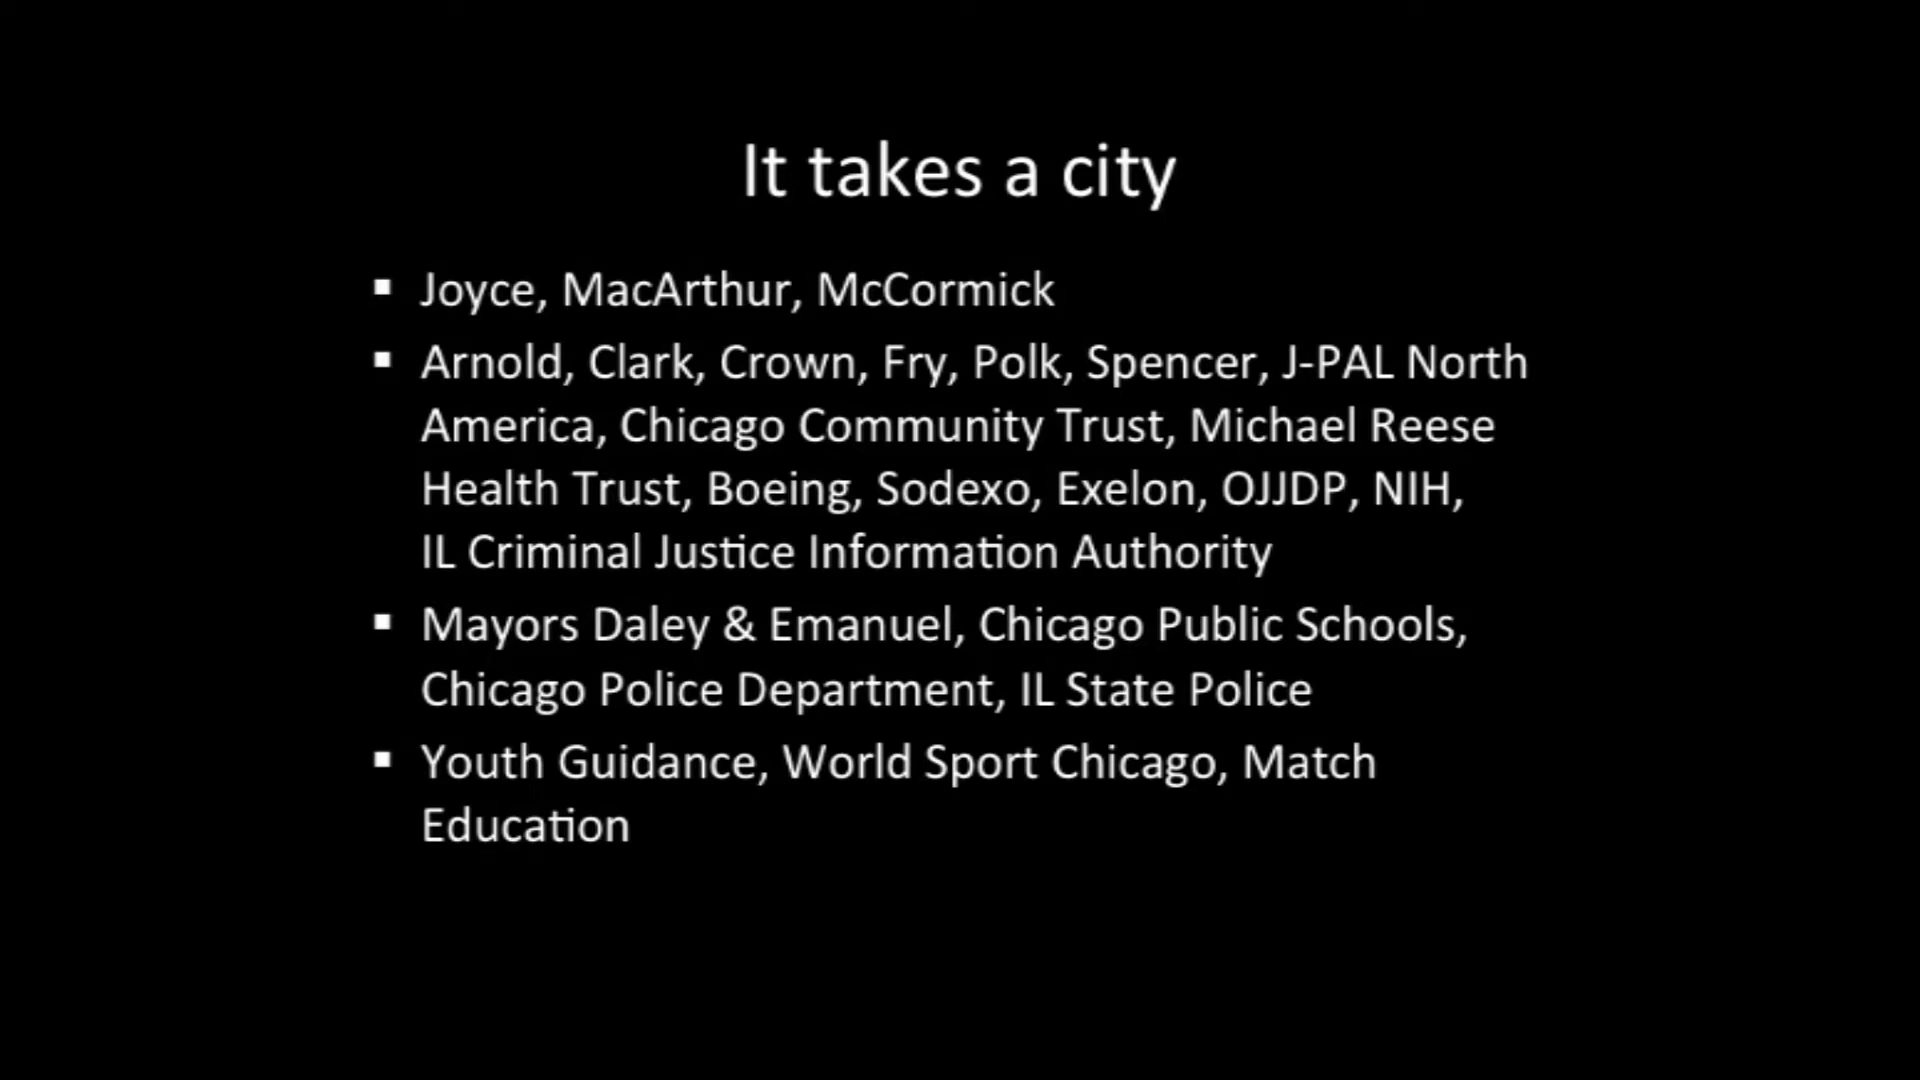 It takes a city
▪ Joyce, MacArthur, McCormick
▪ Arnold, Clark, Crown, Fry, Polk, Spencer, J-PAL North
America, Chicago Community Trust, Michael Reese
Health Trust, Boeing, Sodexo, Exelon, OJJDP, NIH,
IL Criminal Justice Information Authority
▪ Mayors Daley & Emanuel, Chicago Public Schools,
Chicago Police Department, IL State Police
▪ Youth Guidance, World Sport Chicago, Match
Education